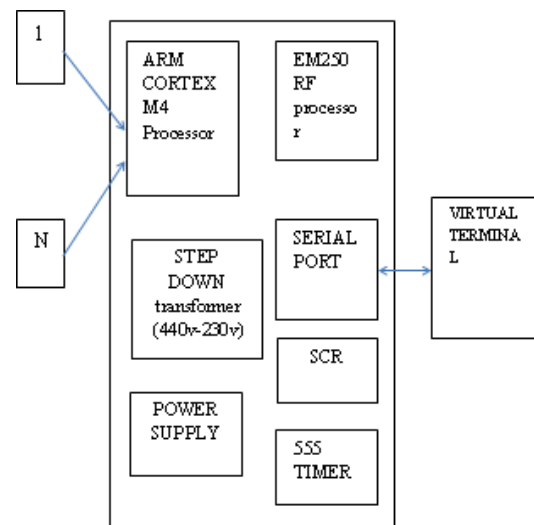 1
ARM
CORTEX
M4
Processor
EM250
RF
processo
r
N
STEP
DOWN
transformer
(440v-230v)
SERIAL
PORT
VIRTUAL
TERMINA
L
SCR
POWER
SUPPLY
555
TIMER